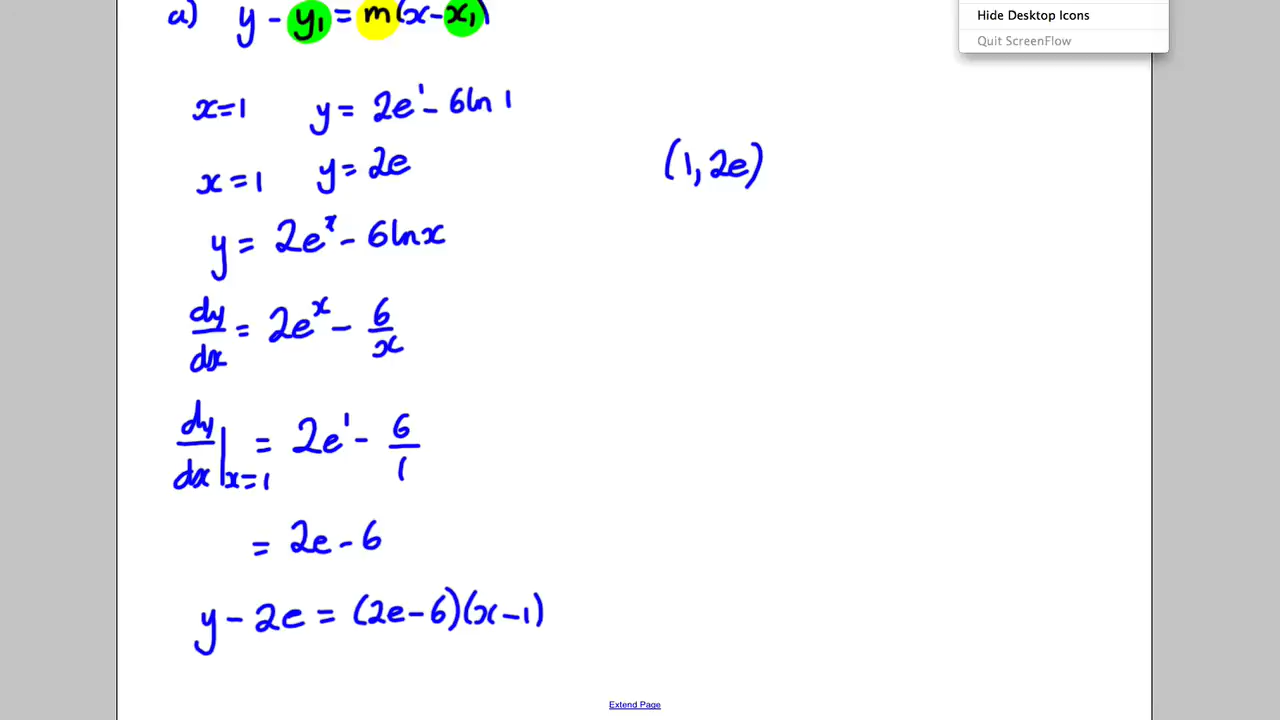 a) y - y₁ = m(x - x₁)
Hide Desktop Icons
Quit ScreenFlow
x=1 y = 2e¹ - 6ln 1
x = 1 y = 2e
(1, 2e)
y = 2eˣ - 6lnx
dy/dx = 2eˣ - 6/x
dy/dx|x=1 = 2e¹ - 6/1
= 2e - 6
y - 2e = (2e - 6)(x - 1)
Extend Page